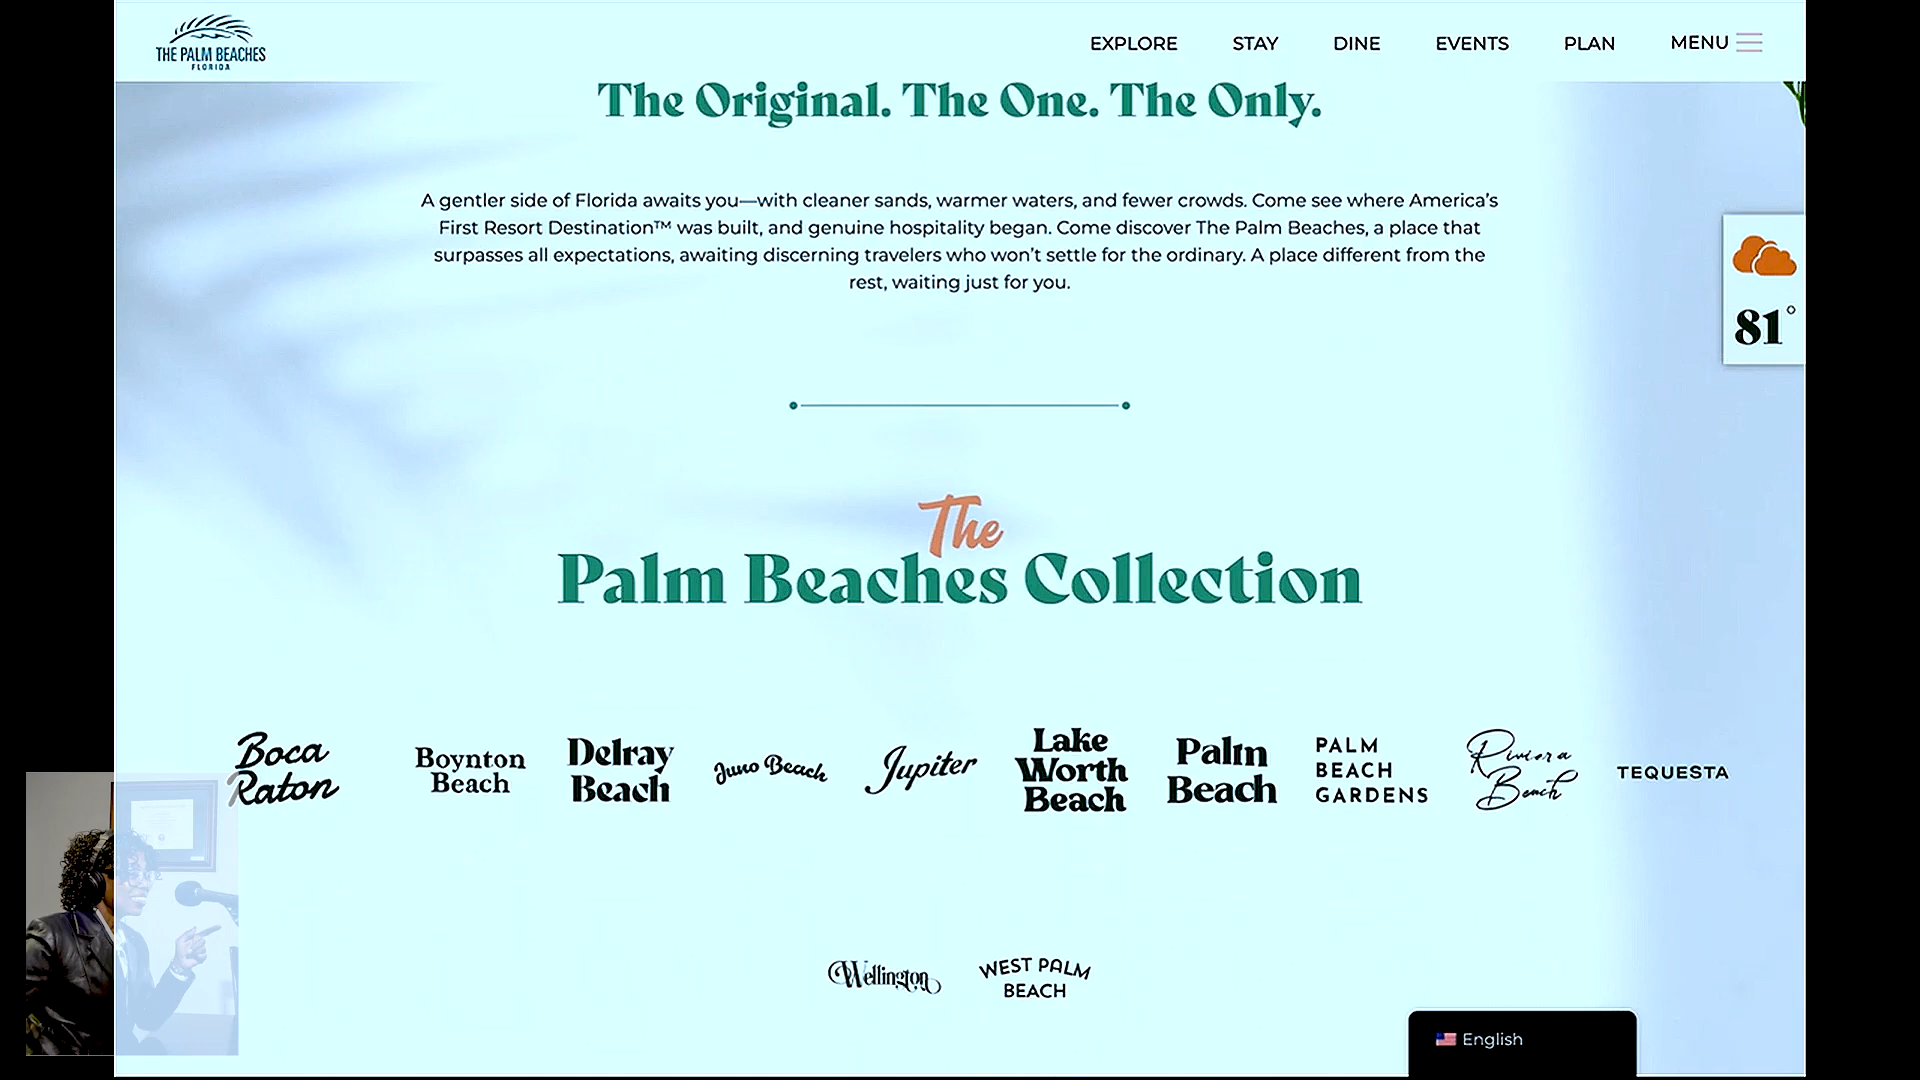 THE PALM BEACHES
FLORIDA
EXPLORE
STAY
DINE
EVENTS
PLAN
MENU
The Original. The One. The Only.
A gentler side of Florida awaits you—with cleaner sands, warmer waters, and fewer crowds. Come see where America’s
First Resort Destination™ was built, and genuine hospitality began. Come discover The Palm Beaches, a place that
surpasses all expectations, awaiting discerning travelers who won’t settle for the ordinary. A place different from the
rest, waiting just for you.
81°
The
Palm Beaches Collection
Boca
Raton
Boynton
Beach
Delray
Beach
Juno Beach
Jupiter
Lake
Worth
Beach
Palm
Beach
PALM
BEACH
GARDENS
Riviera
Beach
TEQUESTA
Wellington
WEST PALM
BEACH
English